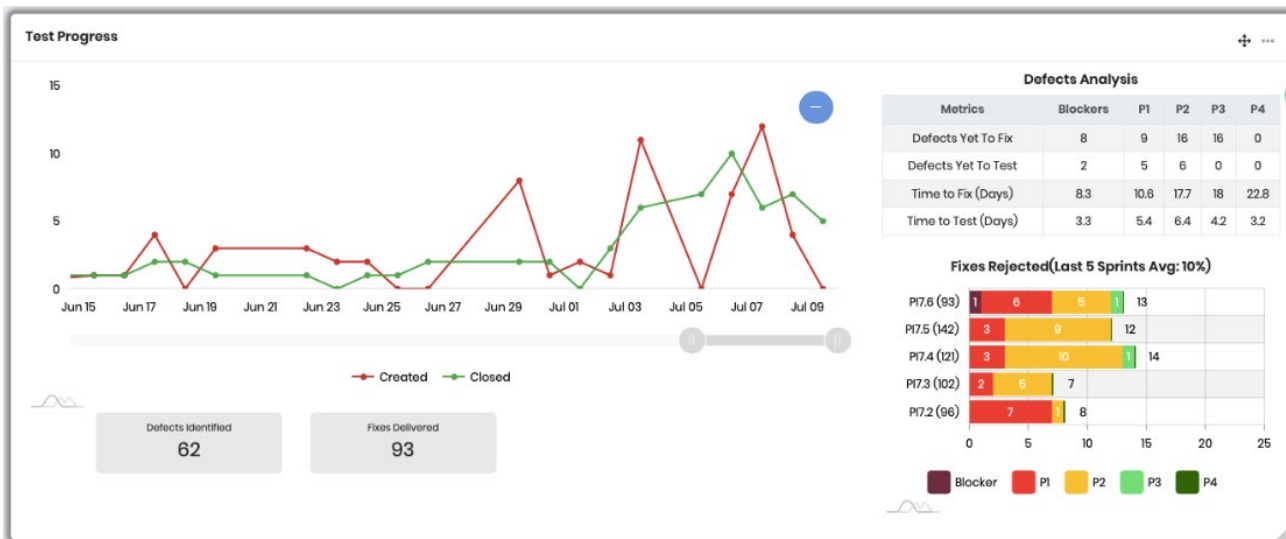 Test Progress
15
10
5
0
Jun 15 Jun 17 Jun 19 Jun 21 Jun 23 Jun 25 Jun 27 Jun 29 Jul 01 Jul 03 Jul 05 Jul 07 Jul 09
Created Closed
Defects Identified
62
Fixes Delivered
93
Defects Analysis
Metrics Blockers P1 P2 P3 P4
Defects Yet To Fix 8 9 16 16 0
Defects Yet To Test 2 5 6 0 0
Time to Fix (Days) 8.3 10.6 17.7 18 22.8
Time to Test (Days) 3.3 5.4 6.4 4.2 3.2
Fixes Rejected(Last 5 Sprints Avg: 10%)
PI7.6 (93) 1 6 5 1 13
PI7.5 (142) 3 9 12
PI7.4 (121) 3 10 1 14
PI7.3 (102) 2 5 7
PI7.2 (96) 7 1 8
0 5 10 15 20 25
Blocker P1 P2 P3 P4